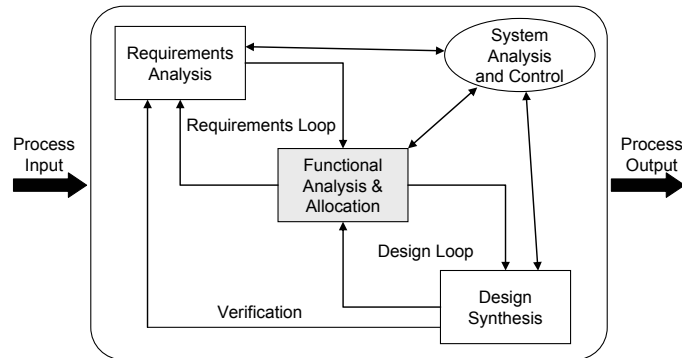 System
Analysis
and Control
Requirements
Analysis
Requirements Loop
Process
Input
Process
Output
Functional
Analysis &
Allocation
Design Loop
Verification
Design
Synthesis